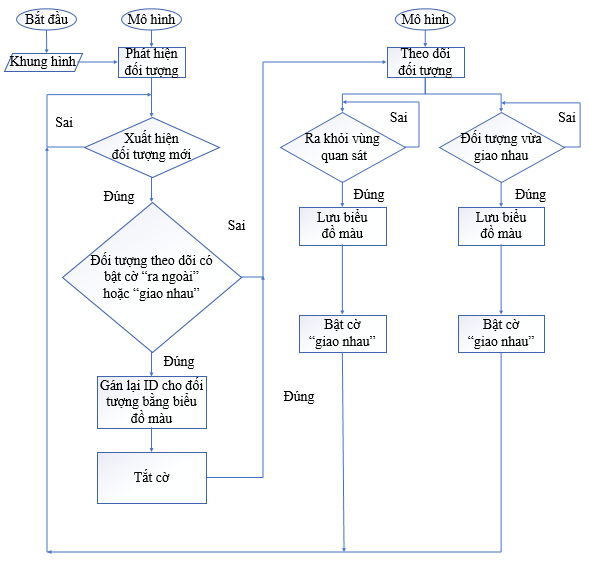 Bắt đầu
Mô hình
Mô hình
Khung hình
Phát hiện
đối tượng
Theo dõi
đối tượng
Sai
Sai
Sai
Xuất hiện
đối tượng mới
Ra khỏi vùng
quan sát
Đối tượng vừa
giao nhau
Đúng
Đúng
Đúng
Sai
Lưu biểu
đồ màu
Lưu biểu
đồ màu
Đối tượng theo dõi có
bật cờ “ra ngoài”
hoặc “giao nhau”
Bật cờ
“giao nhau”
Bật cờ
“giao nhau”
Đúng
Gán lại ID cho đối
tượng bằng biểu
đồ màu
Đúng
Tắt cờ